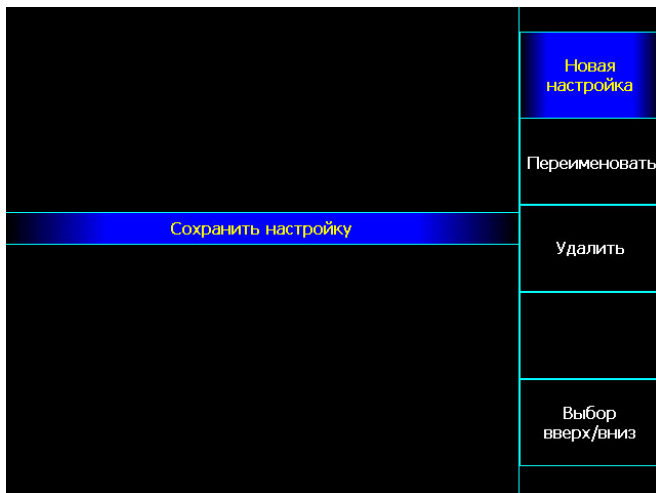 Новая
настройка
Переименовать
Сохранить настройку
Удалить
Выбор
вверх/вниз